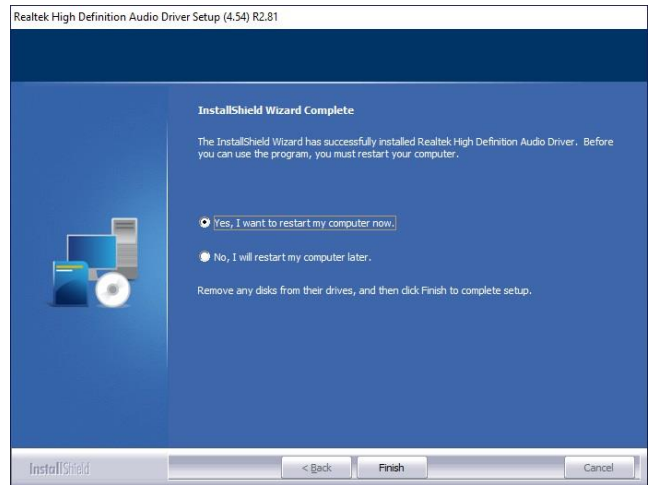 Realtek High Definition Audio Driver Setup (4.54) R2.81
InstallShield Wizard Complete
The InstallShield Wizard has successfully installed Realtek High Definition Audio Driver. Before
you can use the program, you must restart your computer.
Yes, I want to restart my computer now.
No, I will restart my computer later.
Remove any disks from their drives, and then click Finish to complete setup.
InstallShield
< Back
Finish
Cancel